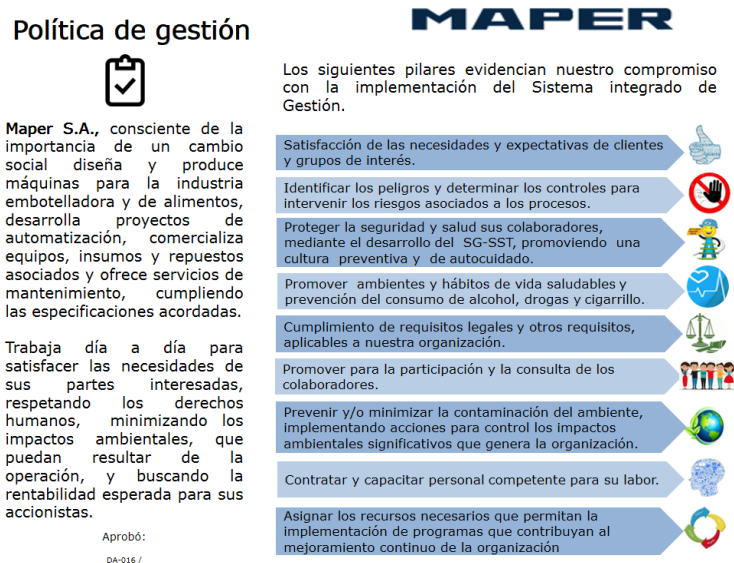 Política de gestión
Maper S.A., consciente de la
importancia de un cambio
social diseña y produce
máquinas para la industria
embotelladora y de alimentos,
desarrolla proyectos de
automatización, comercializa
equipos, insumos y repuestos
asociados y ofrece servicios de
mantenimiento, cumpliendo
las especificaciones acordadas.
Trabaja día a día para
satisfacer las necesidades de
sus partes interesadas,
respetando los derechos
humanos, minimizando los
impactos ambientales, que
puedan resultar de la
operación, y buscando la
rentabilidad esperada para sus
accionistas.
Aprobó:
DA-016 /
MAPER
Los siguientes pilares evidencian nuestro compromiso
con la implementación del Sistema integrado de
Gestión.
Satisfacción de las necesidades y expectativas de clientes
y grupos de interés.
Identificar los peligros y determinar los controles para
intervenir los riesgos asociados a los procesos.
Proteger la seguridad y salud sus colaboradores,
mediante el desarrollo del SG-SST, promoviendo una
cultura preventiva y de autocuidado.
Promover ambientes y hábitos de vida saludables y
prevención del consumo de alcohol, drogas y cigarrillo.
Cumplimiento de requisitos legales y otros requisitos,
aplicables a nuestra organización.
Promover para la participación y la consulta de los
colaboradores.
Prevenir y/o minimizar la contaminación del ambiente,
implementando acciones para control los impactos
ambientales significativos que genera la organización.
Contratar y capacitar personal competente para su labor.
Asignar los recursos necesarios que permitan la
implementación de programas que contribuyan al
mejoramiento continuo de la organización